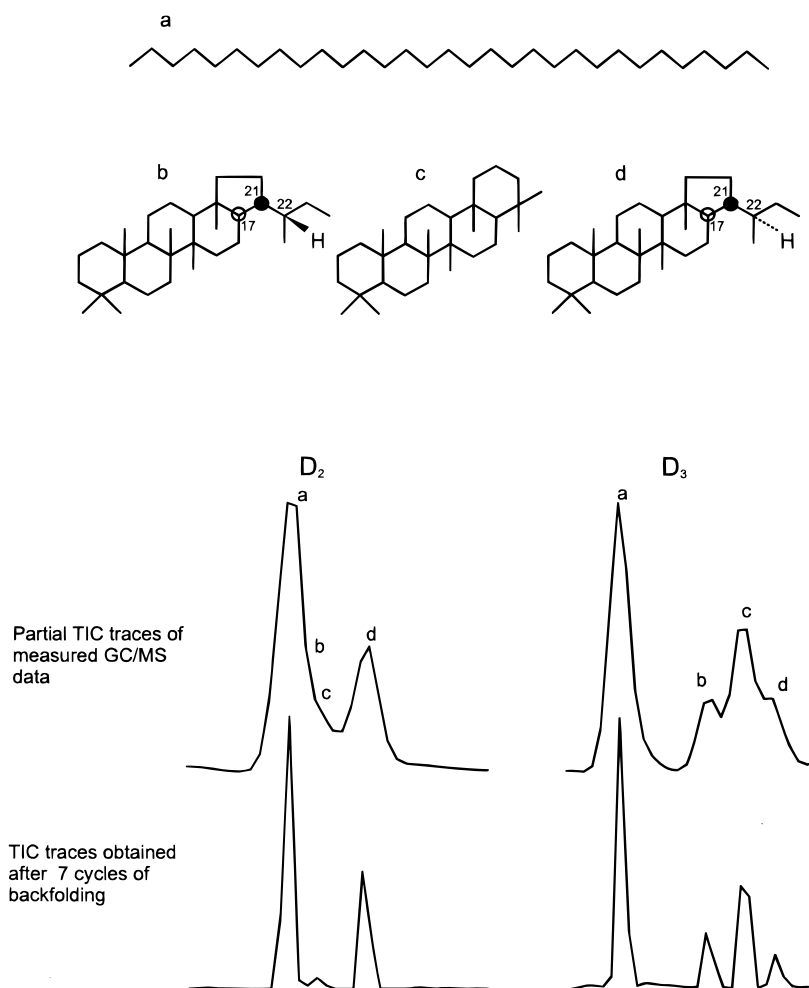 a
b
c
d
21
22
17
H
21
22
17
H
D2
D3
a
b
c
d
a
b
c
d
Partial TIC traces of
measured GC/MS
data
TIC traces obtained
after 7 cycles of
backfolding